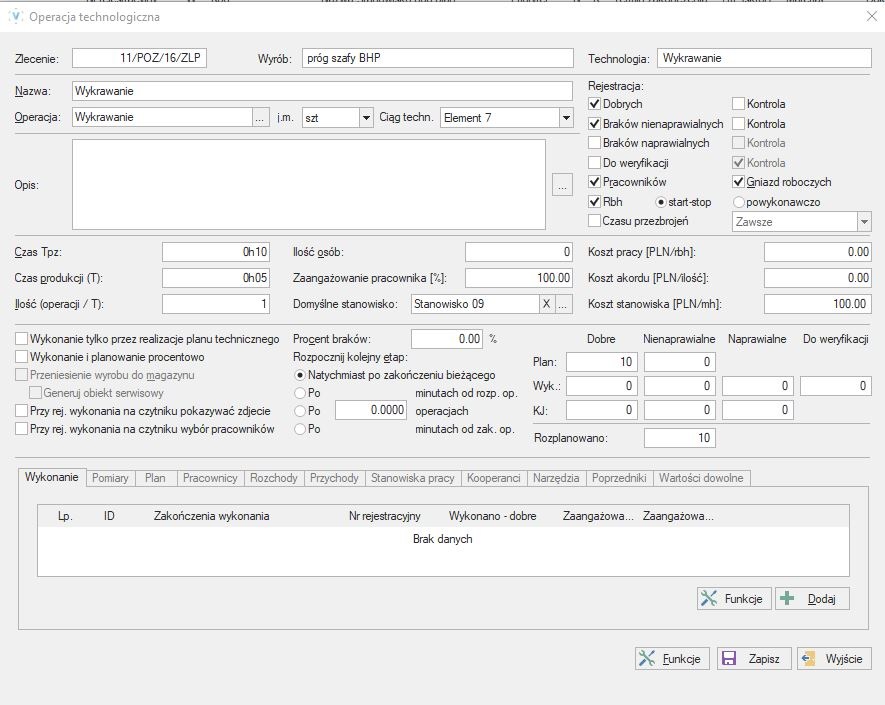 Operacja technologiczna
Zlecenie: 11/POZ/16/ZLP Wyrób: próg szafy BHP Technologia: Wykrawanie
Nazwa: Wykrawanie Rejestracja:
Dobrych Kontrola
Operacja: Wykrawanie ... j.m. szt Ciąg techn. Element 7
Braków nienaprawialnych Kontrola
Braków naprawialnych Kontrola
Do weryfikacji Kontrola
Opis: ... Pracowników Gniazd roboczych
Rbh start-stop powykonawczo
Czasu przezbrojeń Zawsze
Czas Tpz: 0h10 Ilość osób: 0 Koszt pracy [PLN/rbh]: 0.00
Czas produkcji (T): 0h05 Zaangażowanie pracownika [%]: 100.00 Koszt akordu [PLN/ilość]: 0.00
Ilość (operacji / T): 1 Domyślne stanowisko: Stanowisko 09 X ... Koszt stanowiska [PLN/mh]: 100.00
Wykonanie tylko przez realizacje planu technicznego Procent braków: 0.00 % Dobre Nienaprawialne Naprawialne Do weryfikacji
Wykonanie i planowanie procentowo Rozpocznij kolejny etap: Plan: 10 0
Przeniesienie wyrobu do magazynu Natychmiast po zakończeniu bieżącego
Generuj obiekt serwisowy Po minutach od rozp. op. Wyk.: 0 0 0 0
Przy rej. wykonania na czytniku pokazywać zdjecie Po 0.0000 operacjach KJ: 0 0 0
Przy rej. wykonania na czytniku wybór pracowników Po minutach od zak. op. Rozplanowano: 10
Wykonanie Pomiary Plan Pracownicy Rozchody Przychody Stanowiska pracy Kooperanci Narzędzia Poprzedniki Wartości dowolne
Lp. ID Zakończenia wykonania Nr rejestracyjny Wykonano - dobre Zaangażowa... Zaangażowa...
Brak danych
Funkcje Dodaj
Funkcje Zapisz Wyjście